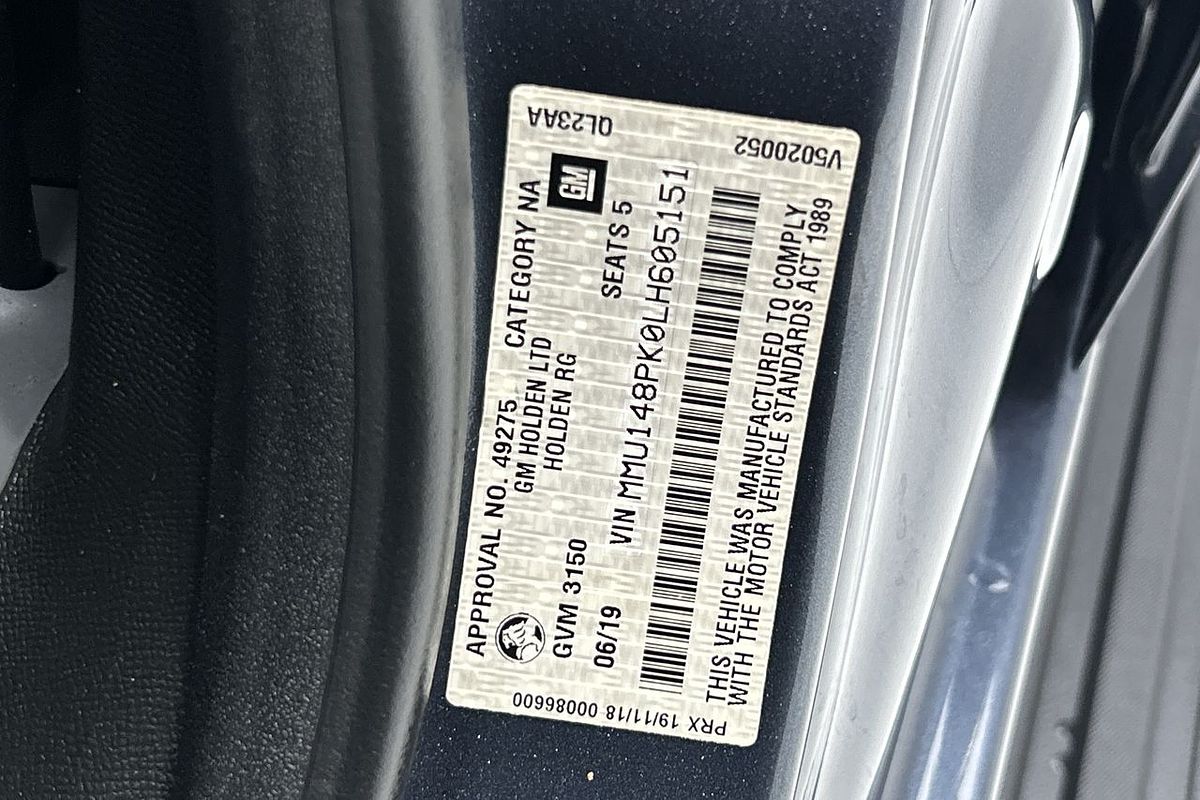 APPROVAL NO. 49275 CATEGORY NA
GM HOLDEN LTD
HOLDEN RG
GM
GVM 3150 SEATS 5
06/19 VIN MMU148PK0LH605151
THIS VEHICLE WAS MANUFACTURED TO COMPLY
WITH THE MOTOR VEHICLE STANDARDS ACT 1989
QL23AA
V5020052
PRX 19/11/18 00086600